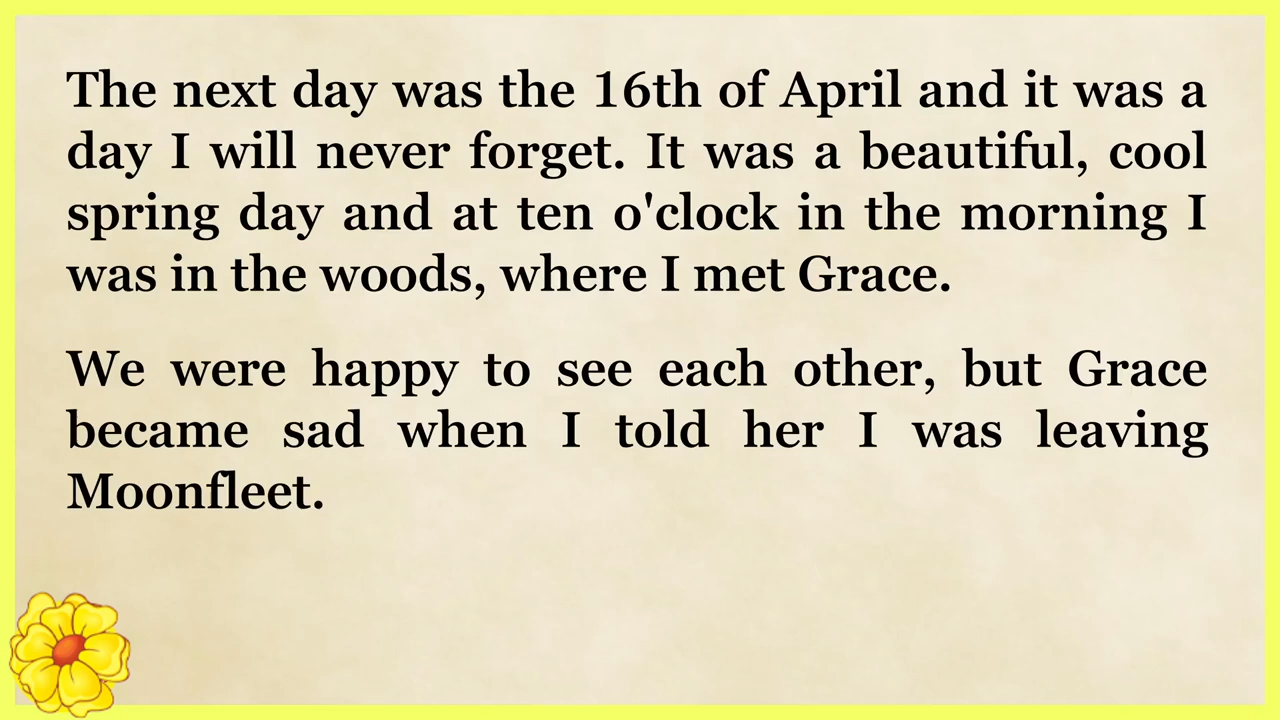 The next day was the 16th of April and it was a
day I will never forget. It was a beautiful, cool
spring day and at ten o'clock in the morning I
was in the woods, where I met Grace.
We were happy to see each other, but Grace
became sad when I told her I was leaving
Moonfleet.